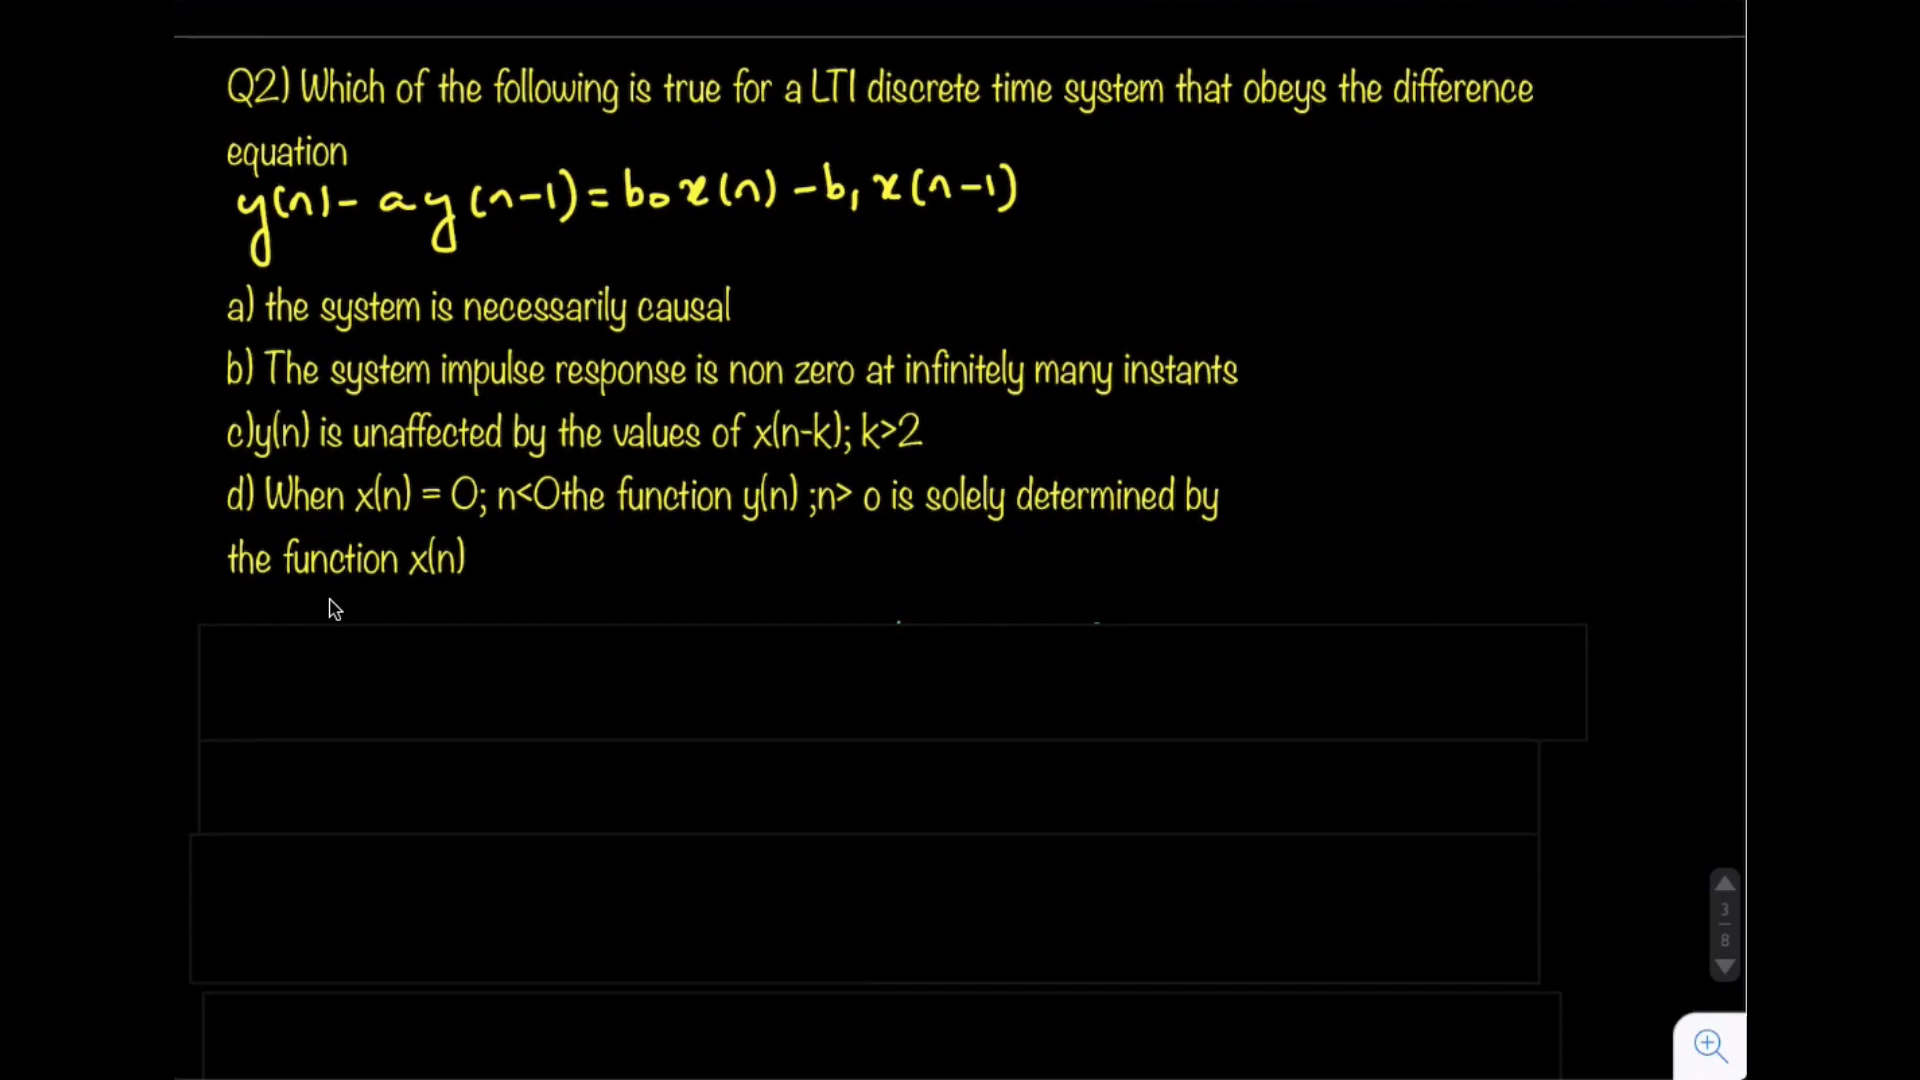 Q2) Which of the following is true for a LTI discrete time system that obeys the difference
equation
y(n) - ay(n-1) = b₀x(n) - b₁x(n-1)
a) the system is necessarily causal
b) The system impulse response is non zero at infinitely many instants
c)y(n) is unaffected by the values of x(n-k); k>2
d) When x(n) = 0; n<0the function y(n) ;n> o is solely determined by
the function x(n)
3
8